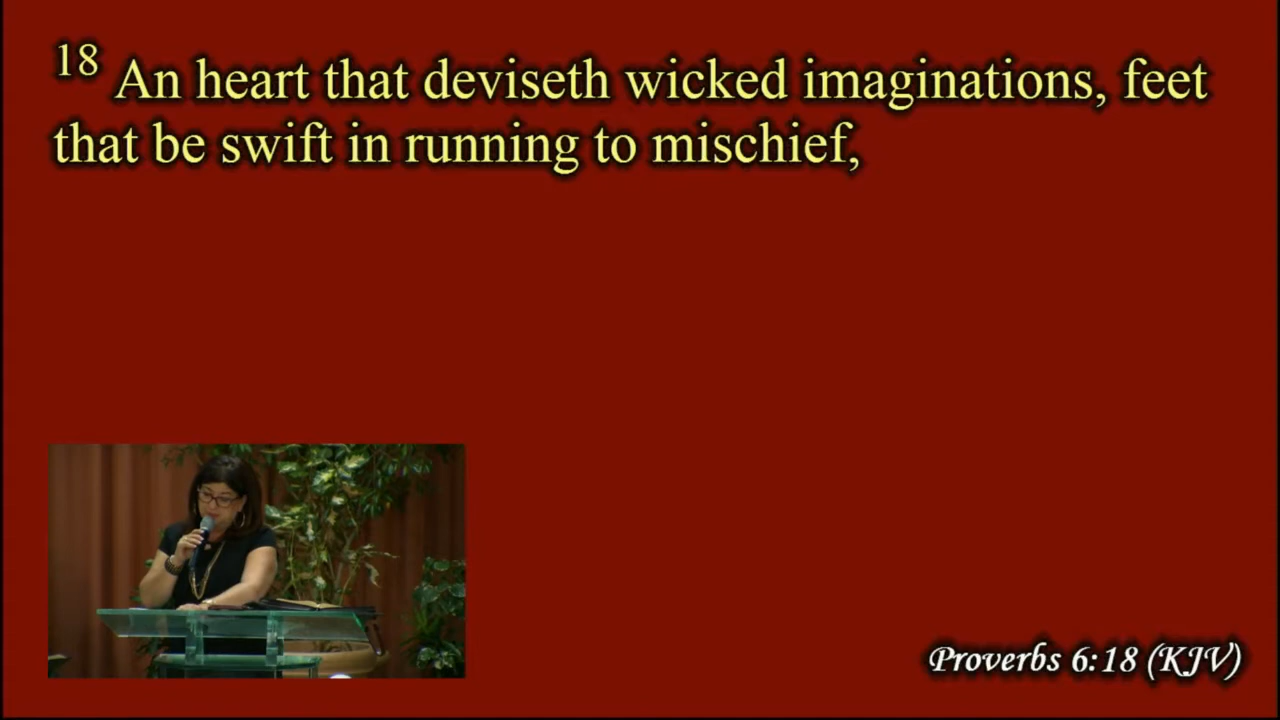 18 An heart that deviseth wicked imaginations, feet
that be swift in running to mischief,
Proverbs 6:18 (KJV)